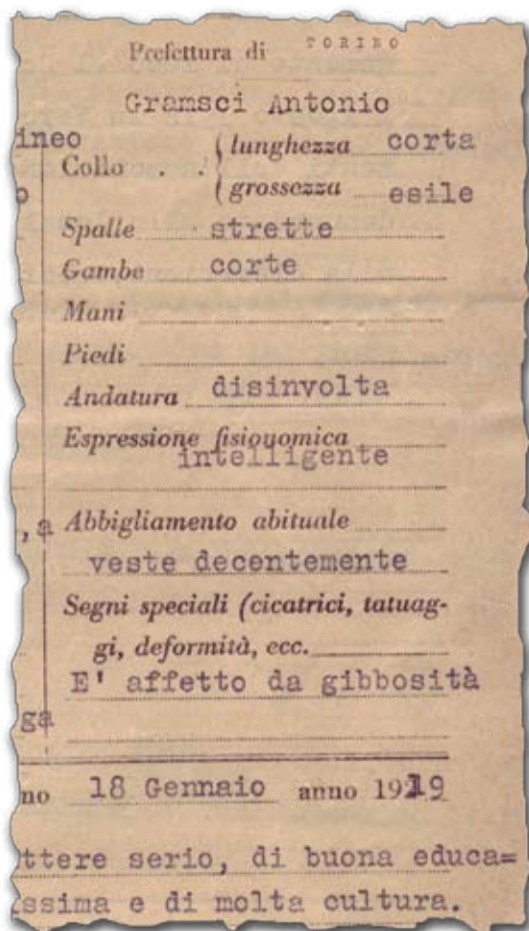 Prefettura di TORINO
Gramsci Antonio
ineo
Collo . . lunghezza corta
grossezza esile
Spalle strette
Gambe corte
Mani
Piedi
Andatura disinvolta
Espressione fisionomica
intelligente
,a Abbigliamento abituale
veste decentemente
Segni speciali (cicatrici, tatuag-
gi, deformità, ecc.
E' affetto da gibbosità
ga
no 18 Gennaio anno 1919
ttere serio, di buona educa=
issima e di molta cultura.